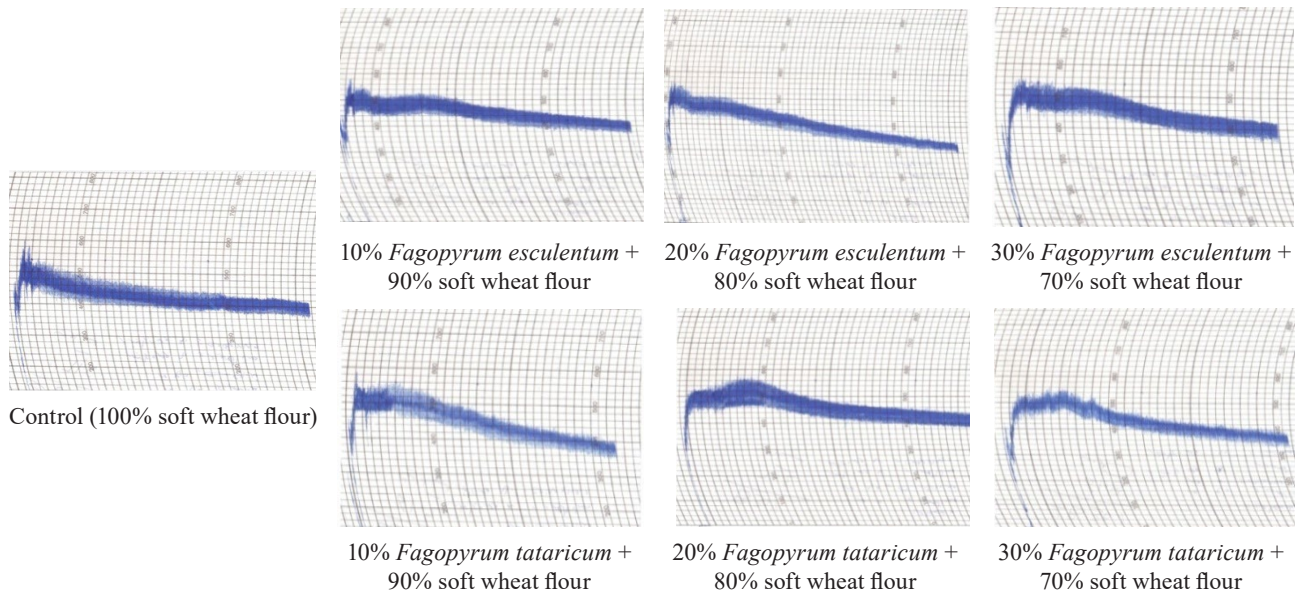 10% Fagopyrum esculentum +
90% soft wheat flour
20% Fagopyrum esculentum +
80% soft wheat flour
30% Fagopyrum esculentum +
70% soft wheat flour
Control (100% soft wheat flour)
10% Fagopyrum tataricum +
90% soft wheat flour
20% Fagopyrum tataricum +
80% soft wheat flour
30% Fagopyrum tataricum +
70% soft wheat flour